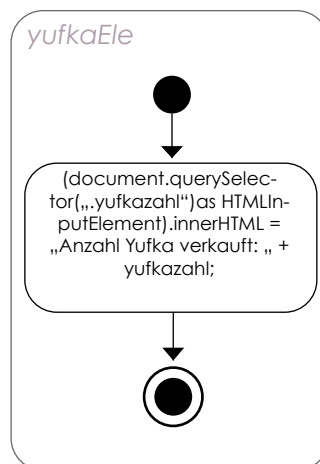 yufkaEle
(document.querySelec-
tor(„.yufkazahl“)as HTMLIn-
putElement).innerHTML =
„Anzahl Yufka verkauft: „ +
yufkazahl;